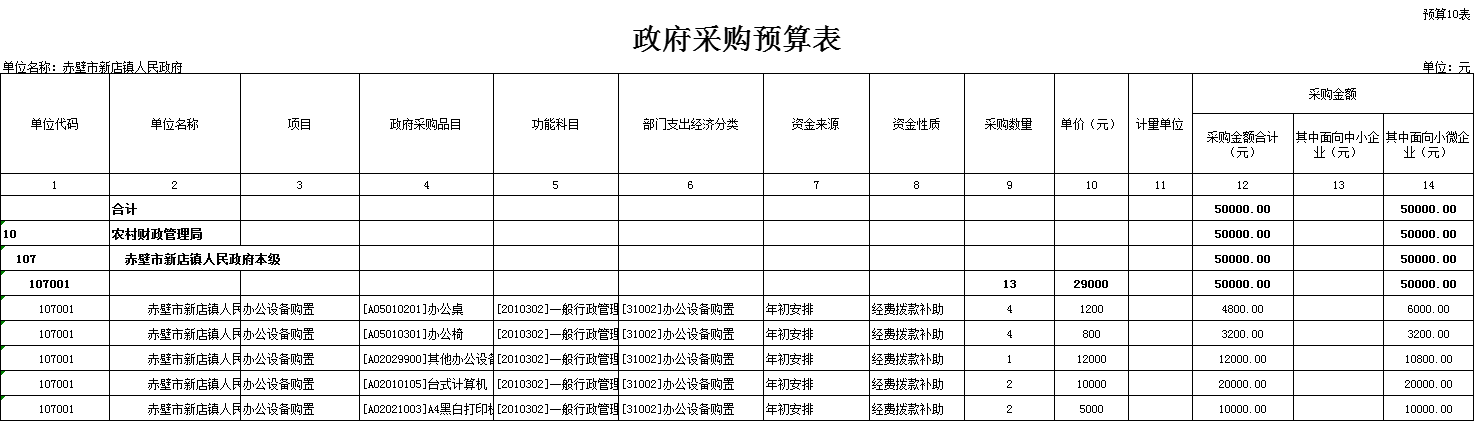 预算10表
政府采购预算表
单位名称：赤壁市新店镇人民政府 单位：元
单位代码 单位名称 项目 政府采购品目 功能科目 部门支出经济分类 资金来源 资金性质 采购数量 单价（元） 计量单位 采购金额
采购金额合计（元） 其中面向中小企业（元） 其中面向小微企业（元）
1 2 3 4 5 6 7 8 9 10 11 12 13 14
合计 50000.00 50000.00
10 农村财政管理局 50000.00 50000.00
107 赤壁市新店镇人民政府本级 50000.00 50000.00
107001 13 29000 50000.00 50000.00
107001 赤壁市新店镇人民 办公设备购置 [A05010201]办公桌 [2010302]一般行政管理 [31002]办公设备购置 年初安排 经费拨款补助 4 1200 4800.00 6000.00
107001 赤壁市新店镇人民 办公设备购置 [A05010301]办公椅 [2010302]一般行政管理 [31002]办公设备购置 年初安排 经费拨款补助 4 800 3200.00 3200.00
107001 赤壁市新店镇人民 办公设备购置 [A02029900]其他办公设备 [2010302]一般行政管理 [31002]办公设备购置 年初安排 经费拨款补助 1 12000 12000.00 10800.00
107001 赤壁市新店镇人民 办公设备购置 [A02010105]台式计算机 [2010302]一般行政管理 [31002]办公设备购置 年初安排 经费拨款补助 2 10000 20000.00 20000.00
107001 赤壁市新店镇人民 办公设备购置 [A02021003]A4黑白打印机 [2010302]一般行政管理 [31002]办公设备购置 年初安排 经费拨款补助 2 5000 10000.00 10000.00